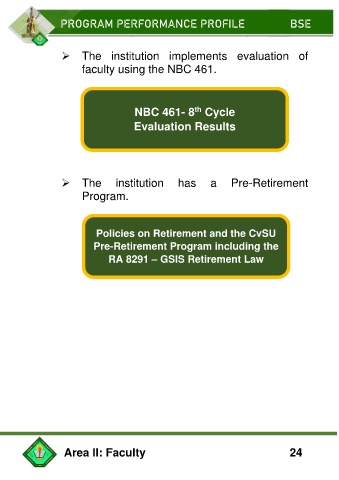 PROGRAM PERFORMANCE PROFILE BSE
➢ The institution implements evaluation of
faculty using the NBC 461.
NBC 461- 8th Cycle
Evaluation Results
➢ The institution has a Pre-Retirement
Program.
Policies on Retirement and the CvSU
Pre-Retirement Program including the
RA 8291 – GSIS Retirement Law
Area II: Faculty 24